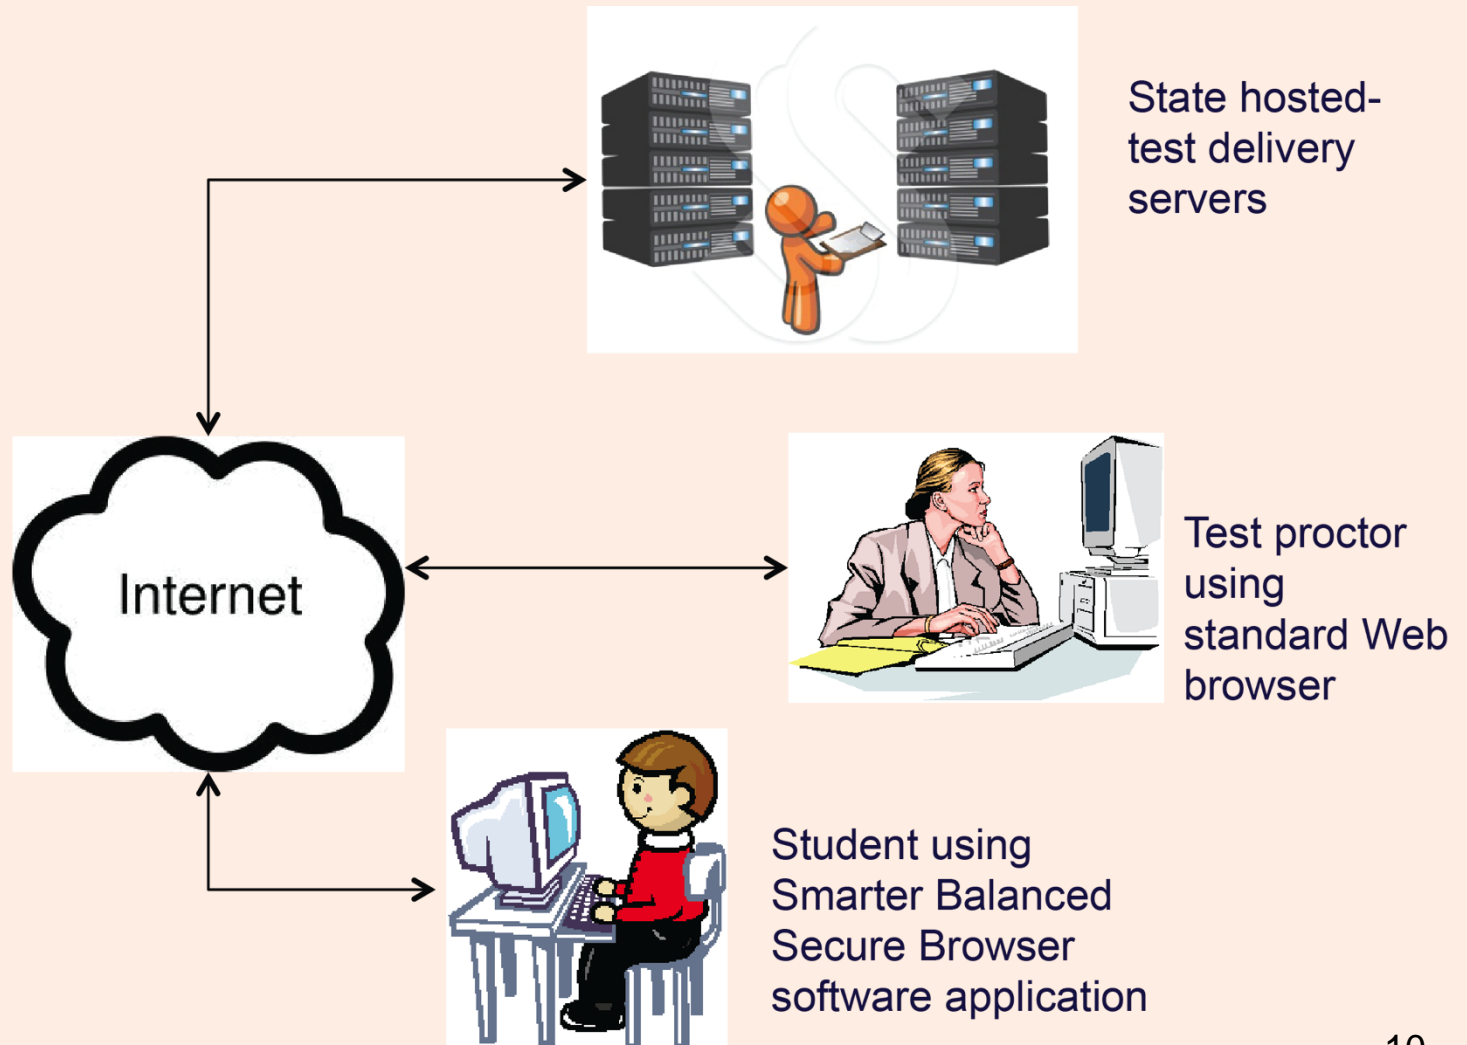 State hosted-
test delivery
servers
Internet
Test proctor
using
standard Web
browser
Student using
Smarter Balanced
Secure Browser
software application
10